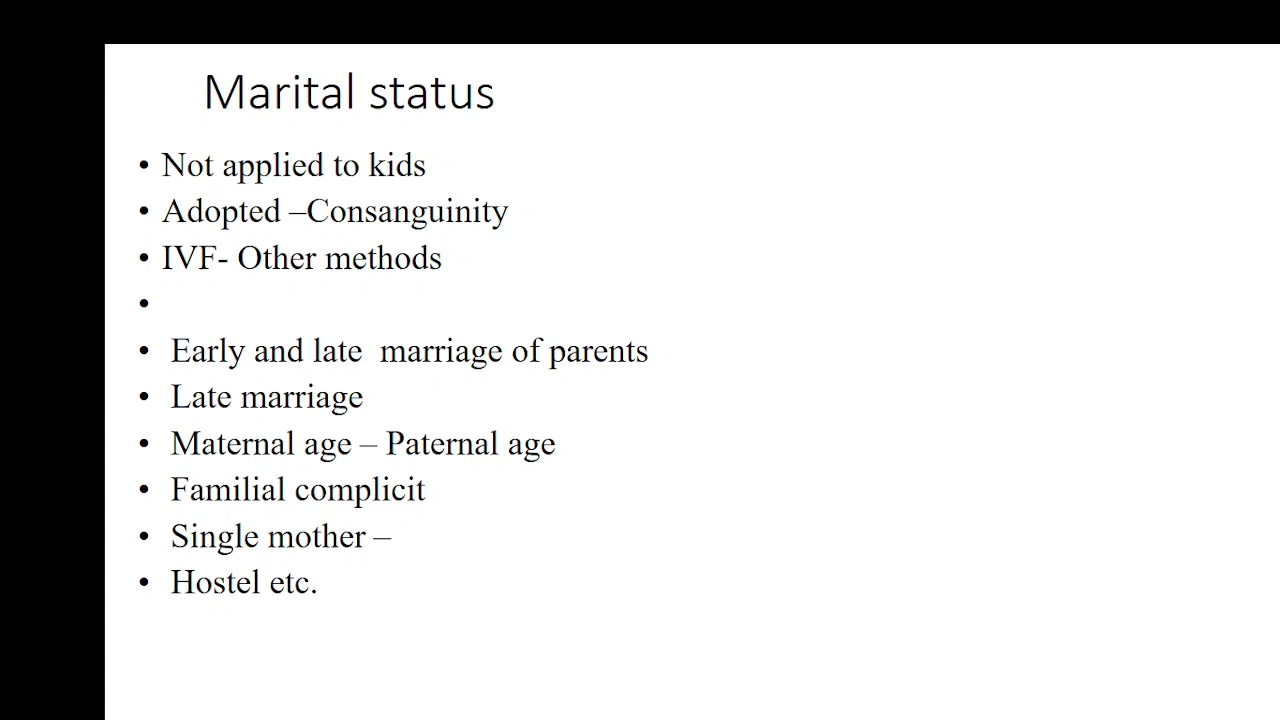 Marital status
• Not applied to kids
• Adopted –Consanguinity
• IVF- Other methods
•
• Early and late  marriage of parents
• Late marriage
• Maternal age – Paternal age
• Familial complicit
• Single mother –
• Hostel etc.